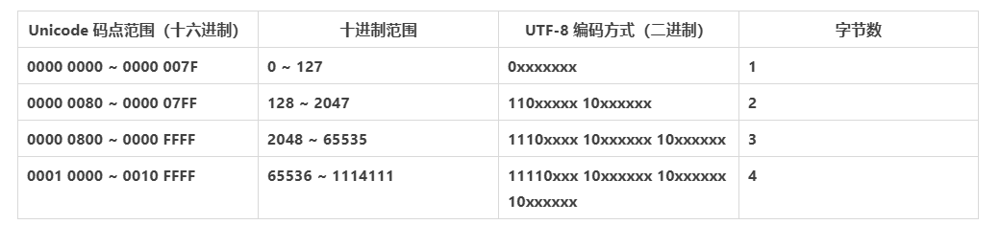 Unicode 码点范围（十六进制） 十进制范围 UTF-8 编码方式（二进制） 字节数
0000 0000 ~ 0000 007F 0 ~ 127 0xxxxxxx 1
0000 0080 ~ 0000 07FF 128 ~ 2047 110xxxxx 10xxxxxx 2
0000 0800 ~ 0000 FFFF 2048 ~ 65535 1110xxxx 10xxxxxx 10xxxxxx 3
0001 0000 ~ 0010 FFFF 65536 ~ 1114111 11110xxx 10xxxxxx 10xxxxxx 4
10xxxxxx